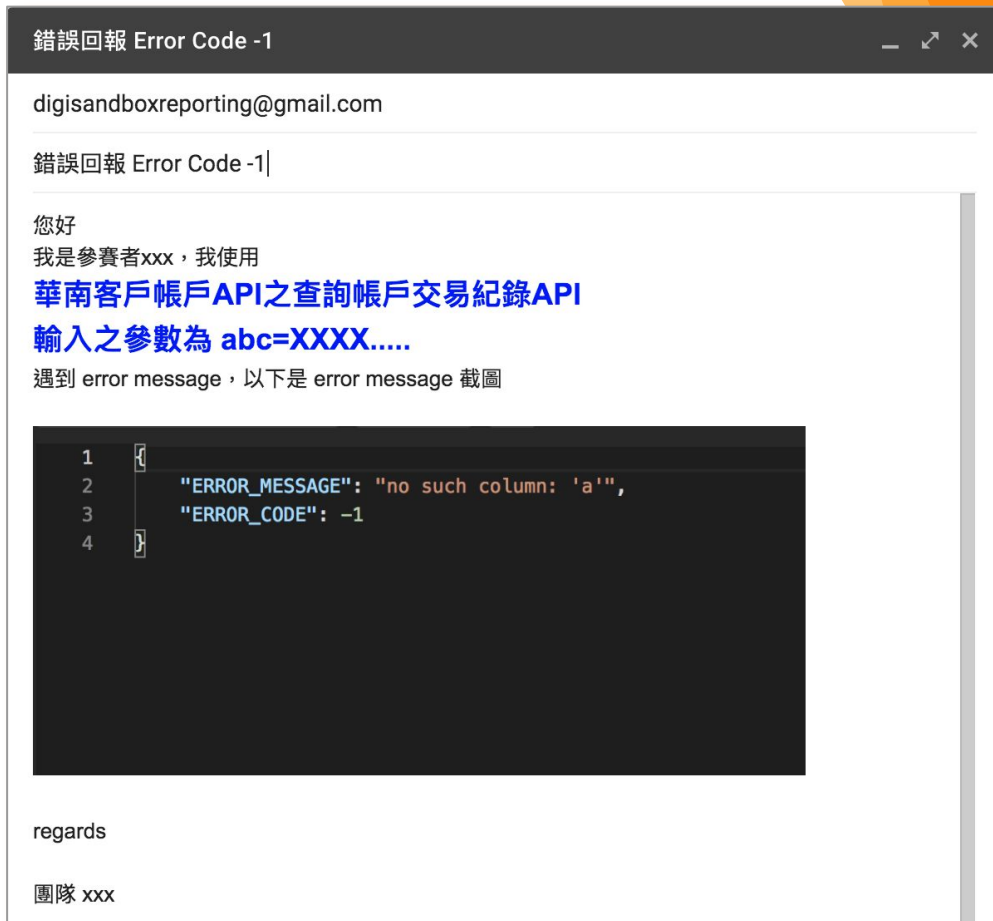 錯誤回報 Error Code -1
digisandboxreporting@gmail.com
錯誤回報 Error Code -1
您好
我是參賽者xxx，我使用
華南客戶帳戶API之查詢帳戶交易紀錄API
輸入之參數為 abc=XXXX.....
遇到 error message，以下是 error message 截圖
1 {
2 "ERROR_MESSAGE": "no such column: 'a'",
3 "ERROR_CODE": -1
4 }
regards
團隊 xxx